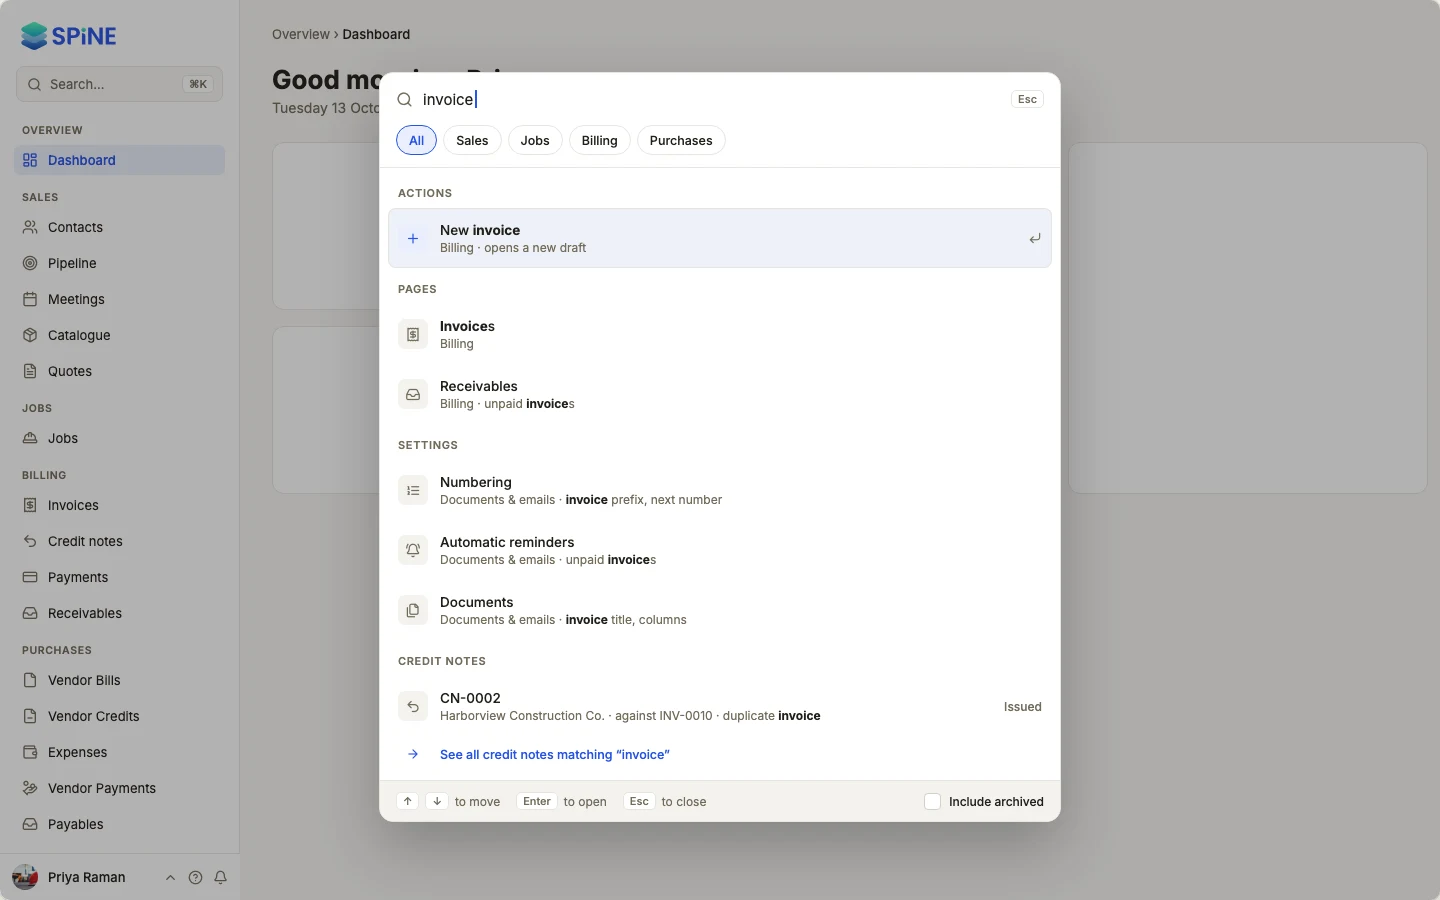 SPiNE
Search...
⌘K
OVERVIEW
Dashboard
SALES
Contacts
Pipeline
Meetings
Catalogue
Quotes
JOBS
Jobs
BILLING
Invoices
Credit notes
Payments
Receivables
PURCHASES
Vendor Bills
Vendor Credits
Expenses
Vendor Payments
Payables
Priya Raman
Overview › Dashboard
Good
Tuesday 13
invoice
Esc
All
Sales
Jobs
Billing
Purchases
ACTIONS
New invoice
Billing · opens a new draft
PAGES
Invoices
Billing
Receivables
Billing · unpaid invoices
SETTINGS
Numbering
Documents & emails · invoice prefix, next number
Automatic reminders
Documents & emails · unpaid invoices
Documents
Documents & emails · invoice title, columns
CREDIT NOTES
CN-0002
Harborview Construction Co. · against INV-0010 · duplicate invoice
Issued
See all credit notes matching “invoice”
↑ ↓ to move Enter to open Esc to close
Include archived